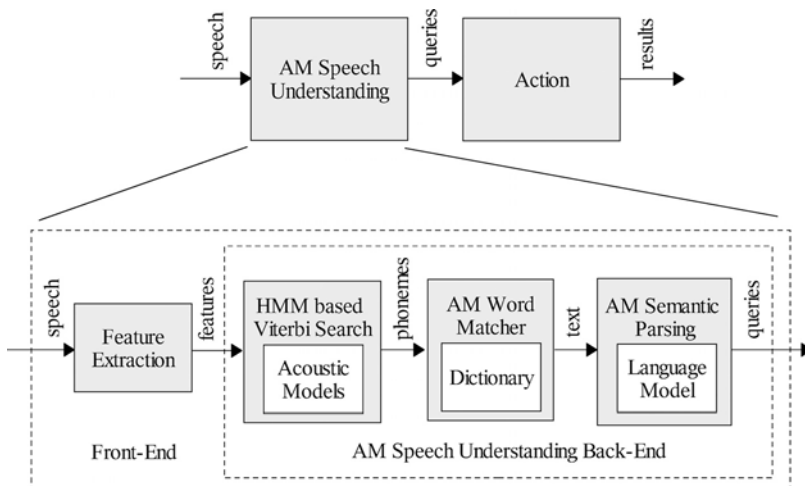 speech
AM Speech
Understanding
queries
Action
results
speech
Feature
Extraction
features
HMM based
Viterbi Search
Acoustic
Models
phonemes
AM Word
Matcher
Dictionary
text
AM Semantic
Parsing
Language
Model
queries
Front-End
AM Speech Understanding Back-End